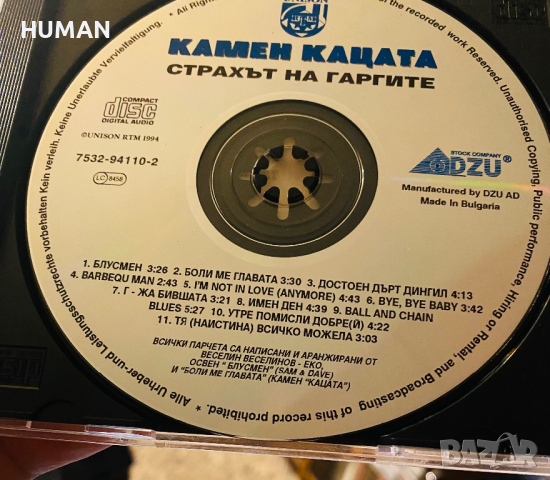 HUMAN
UNISON
КАМЕН КАЦАТА
СТРАХЪТ НА ГАРГИТЕ
COMPACT
disc
DIGITAL AUDIO
©UNISON RTM 1994
7532-94110-2
LC 8458
STOCK COMPANY
DZU®
Manufactured by DZU AD
Made in Bulgaria
1. БЛУСМЕН 3:26 2. БОЛИ МЕ ГЛАВАТА 3:30 3. ДОСТОЕН ДЪРТ ДИНГИЛ 4:13
4. BARBEQU MAN 2:43 5. I'M NOT IN LOVE (ANYMORE) 4:43 6. BYE, BYE BABY 3:42
7. Г - ЖА БИВШАТА 3:21 8. ИМЕН ДЕН 4:39 9. BALL AND CHAIN
BLUES 5:27 10. УТРЕ ПОМИСЛИ ДОБРЕ(Й) 4:22
11. ТЯ (НАИСТИНА) ВСИЧКО МОЖЕЛА 3:03
ВСИЧКИ ПАРЧЕТА СА НАПИСАНИ И АРАНЖИРАНИ ОТ
ВЕСЕЛИН ВЕСЕЛИНОВ - ЕКО,
ОСВЕН " БЛУСМЕН" (SAM & DAVE)
И "БОЛИ МЕ ГЛАВАТА" (КАМЕН "КАЦАТА")
* All Rights of the recorded work Reserved. Unauthorised Copying, Public performance, Hiring or Rental, and Broadcasting of this record prohibited. * Alle Urheber-und Leistungsschutzrechte vorbehalten Kein verleih. Keine Unerlaubte Vervielfaltigung.
BAZAR